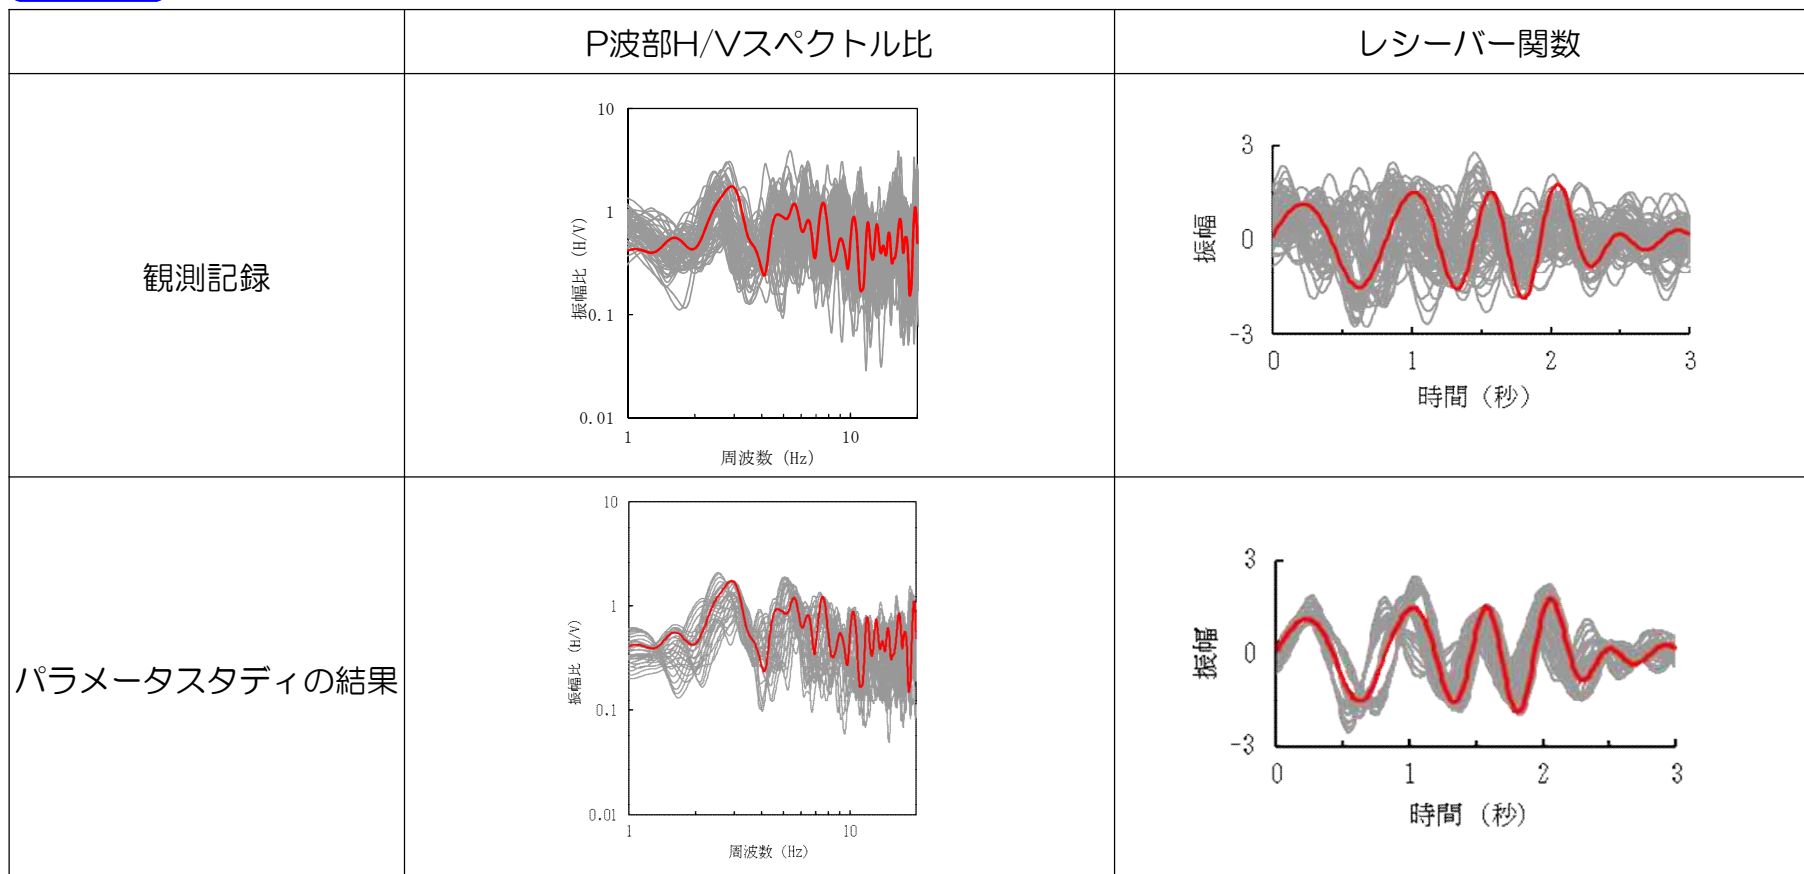 P波部H/Vスペクトル比
レシーバー関数
観測記録
10
1
0.1
0.01
振幅比 (H/V)
1
10
周波数 (Hz)
3
0
-3
振幅
0
1
2
3
時間 (秒)
パラメータスタディの結果
10
1
0.1
0.01
振幅比 (H/V)
1
10
周波数 (Hz)
3
0
-3
振幅
0
1
2
3
時間 (秒)